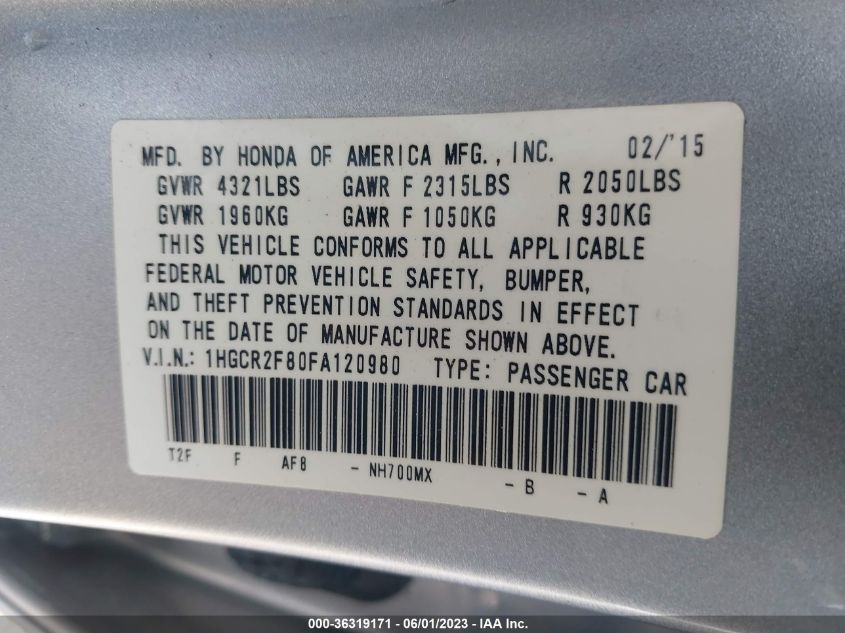 MFD. BY HONDA OF AMERICA MFG., INC. 02/'15
GVWR 4321LBS GAWR F 2315LBS R 2050LBS
GVWR 1960KG GAWR F 1050KG R 930KG
THIS VEHICLE CONFORMS TO ALL APPLICABLE
FEDERAL MOTOR VEHICLE SAFETY, BUMPER,
AND THEFT PREVENTION STANDARDS IN EFFECT
ON THE DATE OF MANUFACTURE SHOWN ABOVE.
V.I.N.: 1HGCR2F80FA120980 TYPE: PASSENGER CAR
T2F F AF8 - NH700MX - B - A
000-36319171 - 06/01/2023 - IAA Inc.